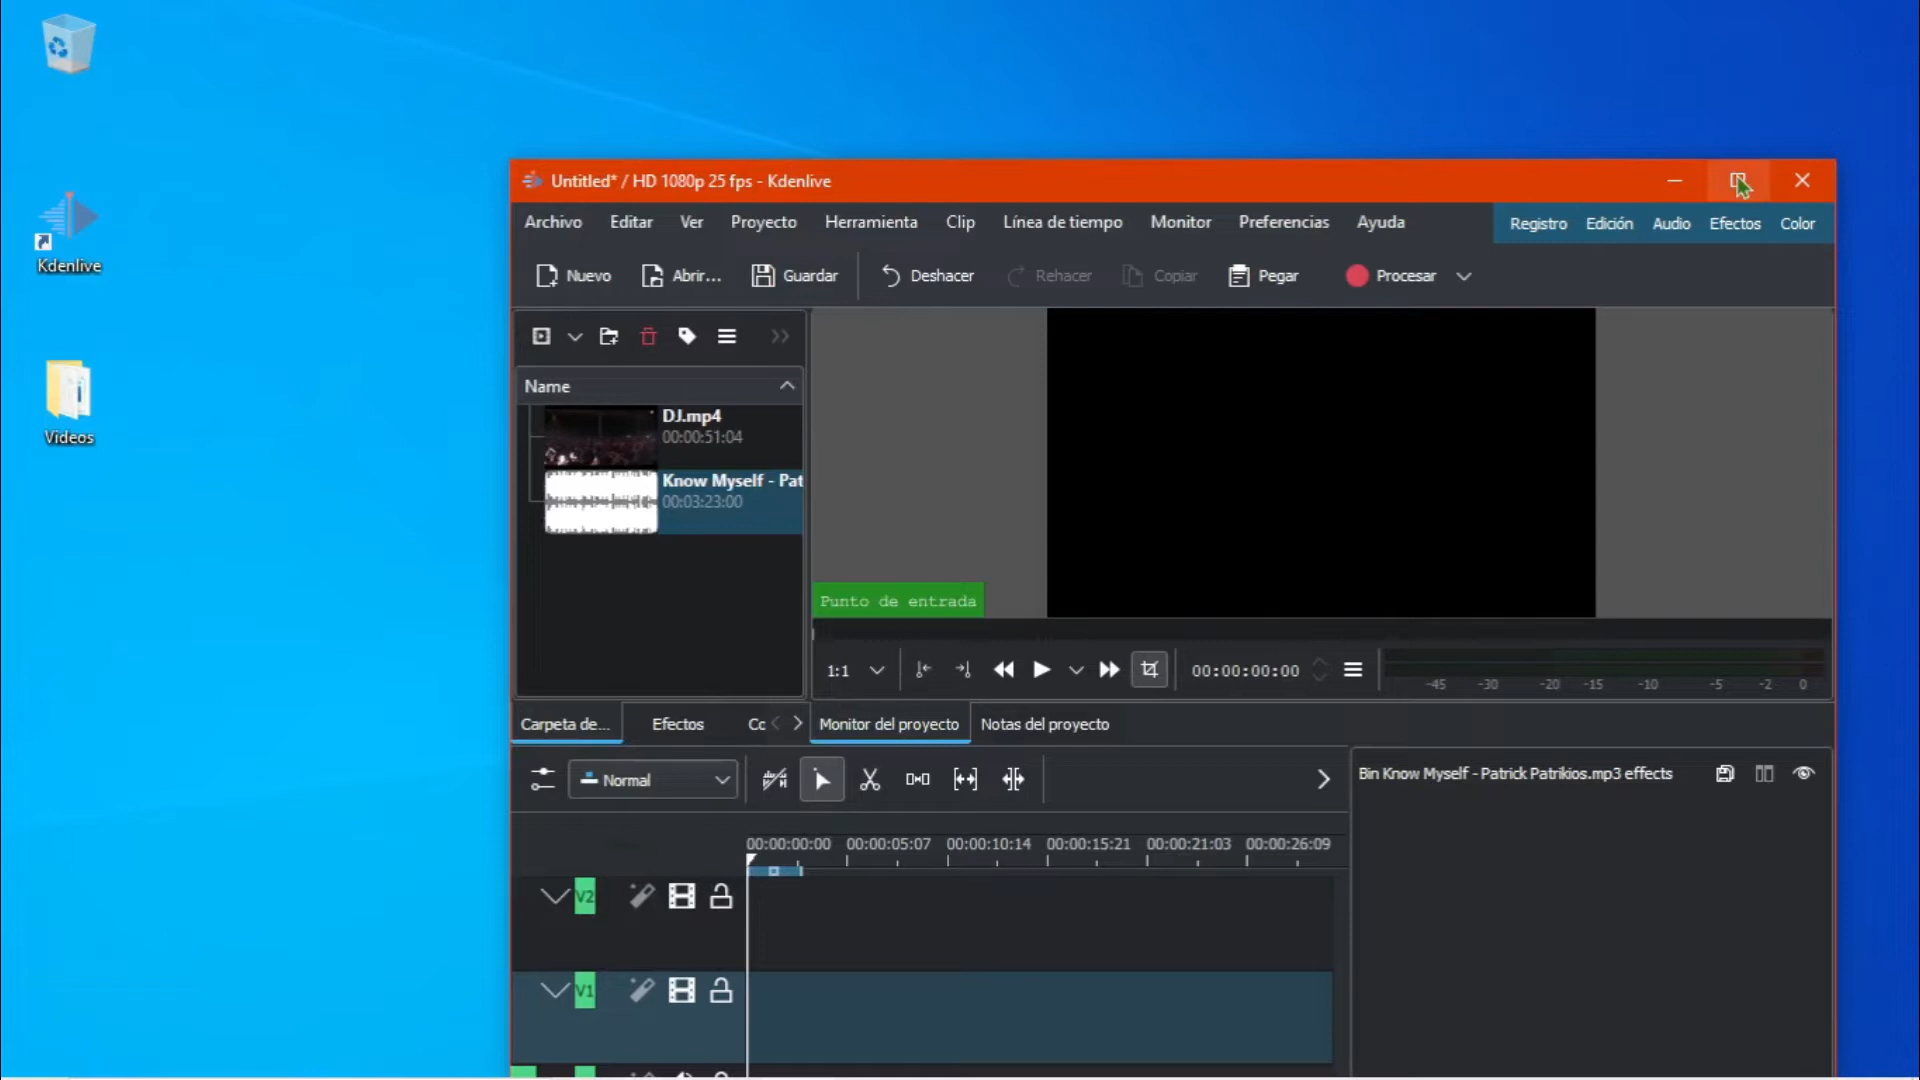 Kdenlive
Videos
Untitled* / HD 1080p 25 fps - Kdenlive
Archivo Editar Ver Proyecto Herramienta Clip Línea de tiempo Monitor Preferencias Ayuda
Registro Edición Audio Efectos Color
Nuevo Abrir... Guardar Deshacer Rehacer Copiar Pegar Procesar
Name
DJ.mp4
00:00:51:04
Know Myself - Pat
00:03:23:00
Punto de entrada
1:1 00:00:00:00
-45 -30 -20 -15 -10 -5 -2 0
Carpeta de... Efectos Cc Monitor del proyecto Notas del proyecto
Normal
Bin Know Myself - Patrick Patrikios.mp3 effects
00:00:00:00 00:00:05:07 00:00:10:14 00:00:15:21 00:00:21:03 00:00:26:09
V2
V1